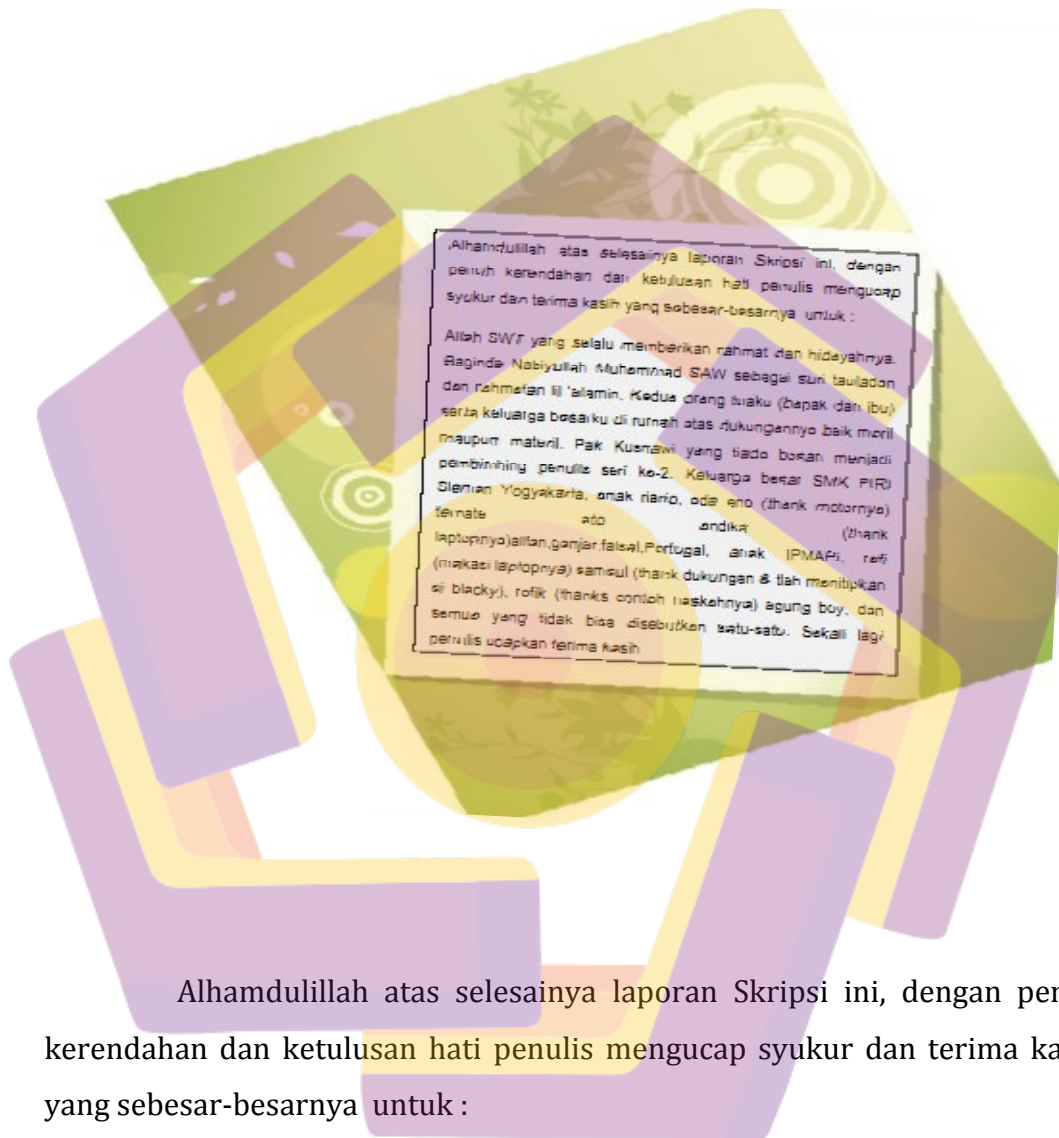 Alhamdulillah atas selesainya laporan Skripsi ini, dengan
penuh kerendahan dan ketulusan hati penulis mengucap
syukur dan terima kasih yang sebesar-besarnya untuk :
Allah SWT yang selalu memberikan rahmat dan hidayahnya.
Baginda Nabiyullah Muhammad SAW sebagai suri tauladan
dan rahmatan lil 'alamin. Kedua orang tuaku (bapak dan ibu)
serta keluarga besarku di rumah atas dukungannya baik moril
maupun materil. Pak Kusnawi yang tiada bosan menjadi
pembimbing penulis seri ke-2. Keluarga besar SMK PIRI
Sleman Yogyakarta, anak ode eno (thank motornya)
ternate ato andika (thank
laptopnya)alfan,ganjar,faisal,Portugal, anak IPMAPI, rofi
(makasi laptopnya) samsul (thank dukungan & tlah menitipkan
si blacky), rofik (thanks contoh naskahnya) agung boy, dan
semua yang tidak bisa disebutkan satu-satu. Sekali lagi
penulis ucapkan terima kasih
Alhamdulillah atas selesainya laporan Skripsi ini, dengan pen
kerendahan dan ketulusan hati penulis mengucap syukur dan terima ka
yang sebesar-besarnya untuk :